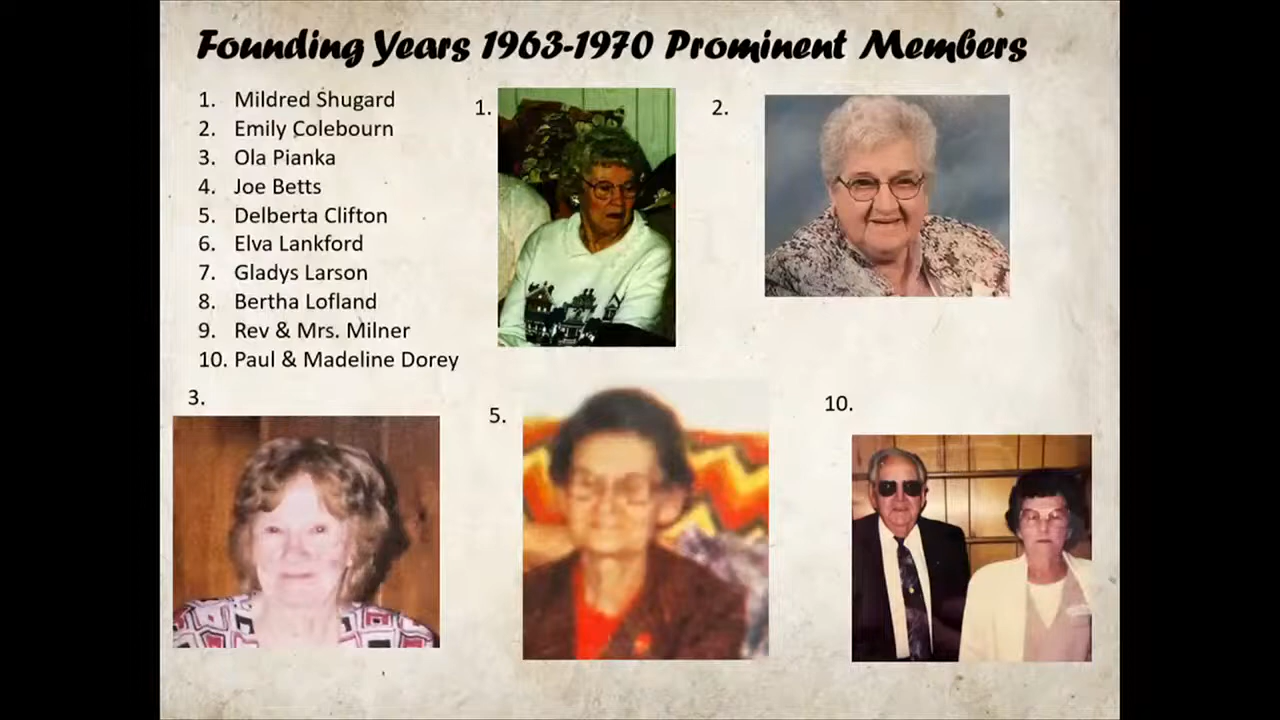 Founding Years 1963-1970 Prominent Members
1. Mildred Shugard
2. Emily Colebourn
3. Ola Pianka
4. Joe Betts
5. Delberta Clifton
6. Elva Lankford
7. Gladys Larson
8. Bertha Lofland
9. Rev & Mrs. Milner
10. Paul & Madeline Dorey
1.
2.
3.
5.
10.